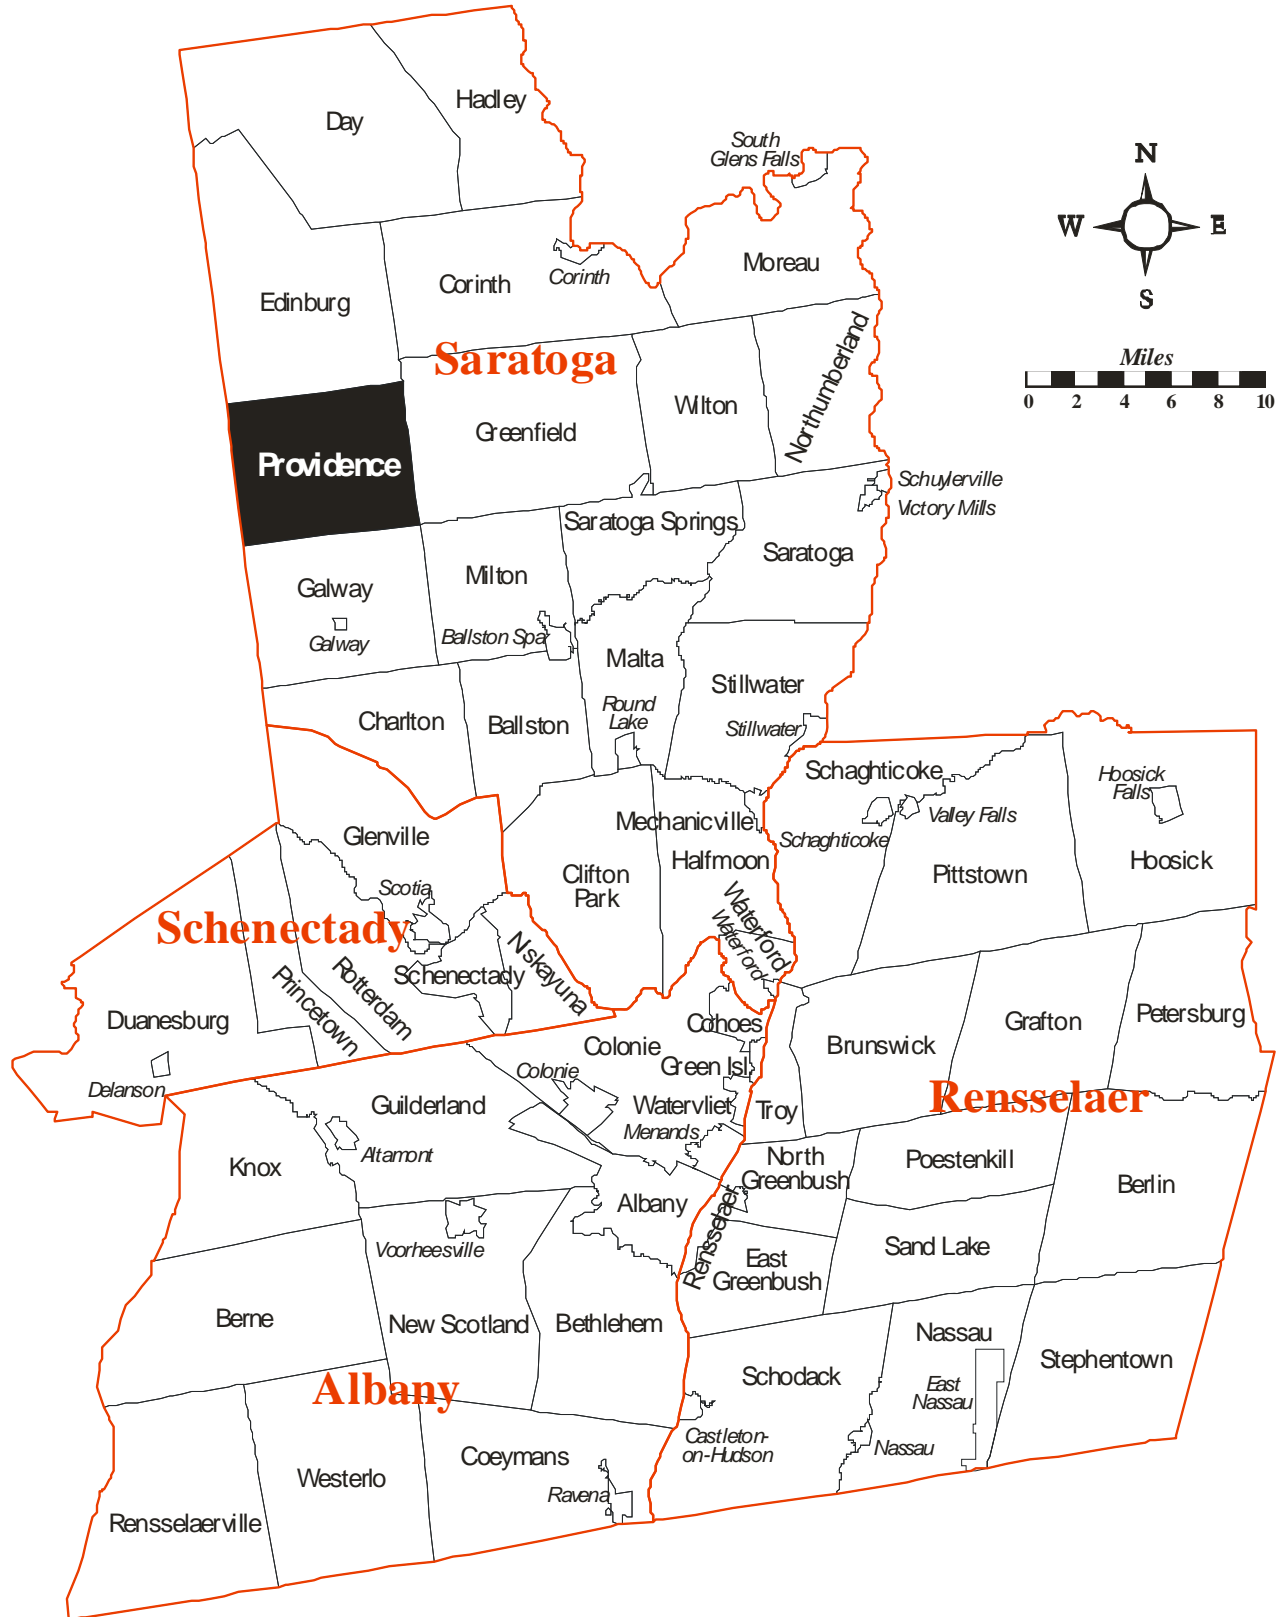 Hadley
Day
South
Glens Falls
N
W
E
S
Moreau
Corinth
Corinth
Edinburg
Miles
0 2 4 6 8 10
Saratoga
Northumberland
Wilton
Greenfield
Providence
Schuylerville
Victory Mills
Saratoga Springs
Saratoga
Milton
Galway
Galway
Ballston Spa
Malta
Stillwater
Round
Lake
Stillwater
Charlton
Ballston
Schaghticoke
Hoosick
Falls
Valley Falls
Schaghticoke
Mechanicville
Glenville
Halfmoon
Hoosick
Clifton
Park
Pittstown
Scotia
Waterford
Waterford
Schenectady
Niskayuna
Schenectady
Rotterdam
Princetown
Duanesburg
Delanson
Cohoes
Colonie
Green Isl.
Colonie
Watervliet
Menands
Troy
Brunswick
Grafton
Petersburg
Rensselaer
Guilderland
Altamont
Knox
North
Greenbush
Poestenkill
Berlin
Albany
Rensselaer
Voorheesville
East
Greenbush
Sand Lake
Berne
New Scotland
Bethlehem
Nassau
Stephentown
Schodack
East
Nassau
Albany
Castleton-
on-Hudson
Nassau
Coeymans
Westerlo
Ravena
Rensselaerville